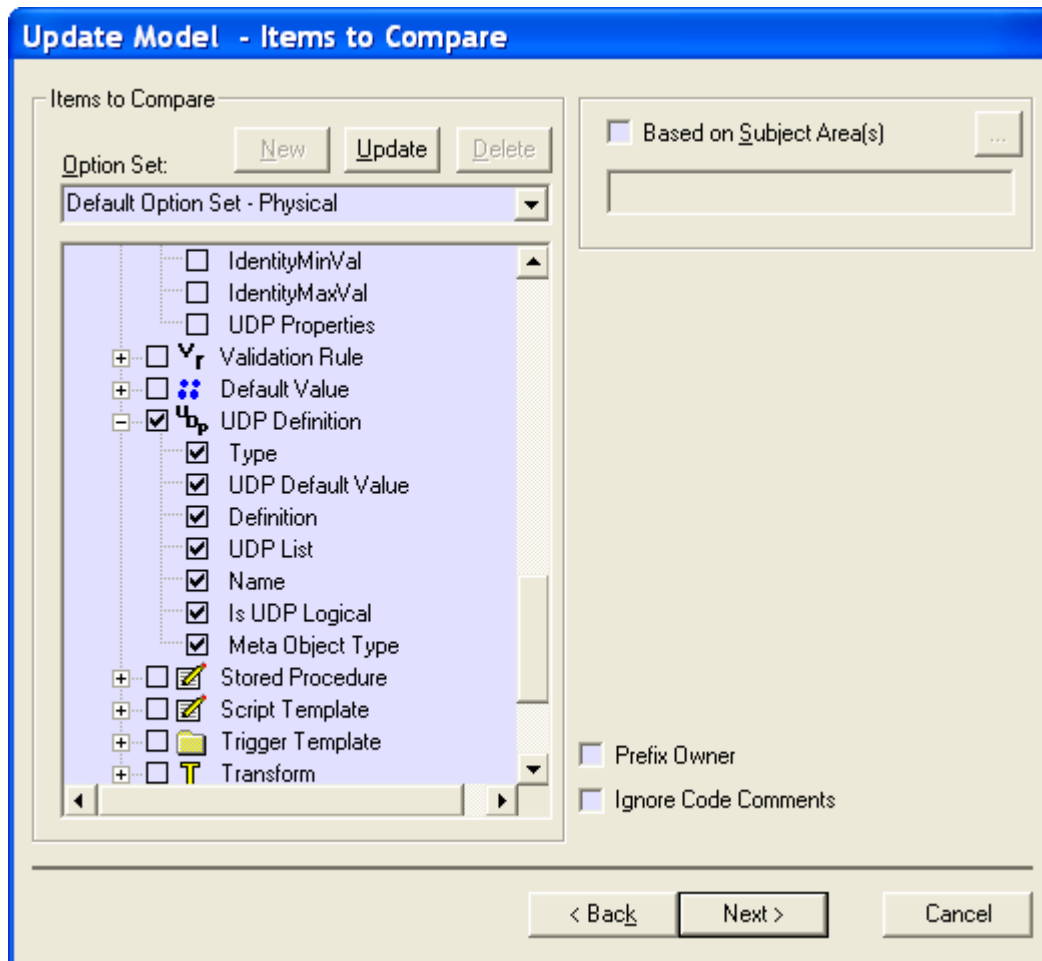 Update Model - Items to Compare
Items to Compare
New
Update
Delete
Option Set:
Default Option Set - Physical
IdentityMinVal
IdentityMaxVal
UDP Properties
Vr Validation Rule
Default Value
UDP UDP Definition
Type
UDP Default Value
Definition
UDP List
Name
Is UDP Logical
Meta Object Type
Stored Procedure
Script Template
Trigger Template
T Transform
Based on Subject Area(s)
...
Prefix Owner
Ignore Code Comments
< Back
Next >
Cancel